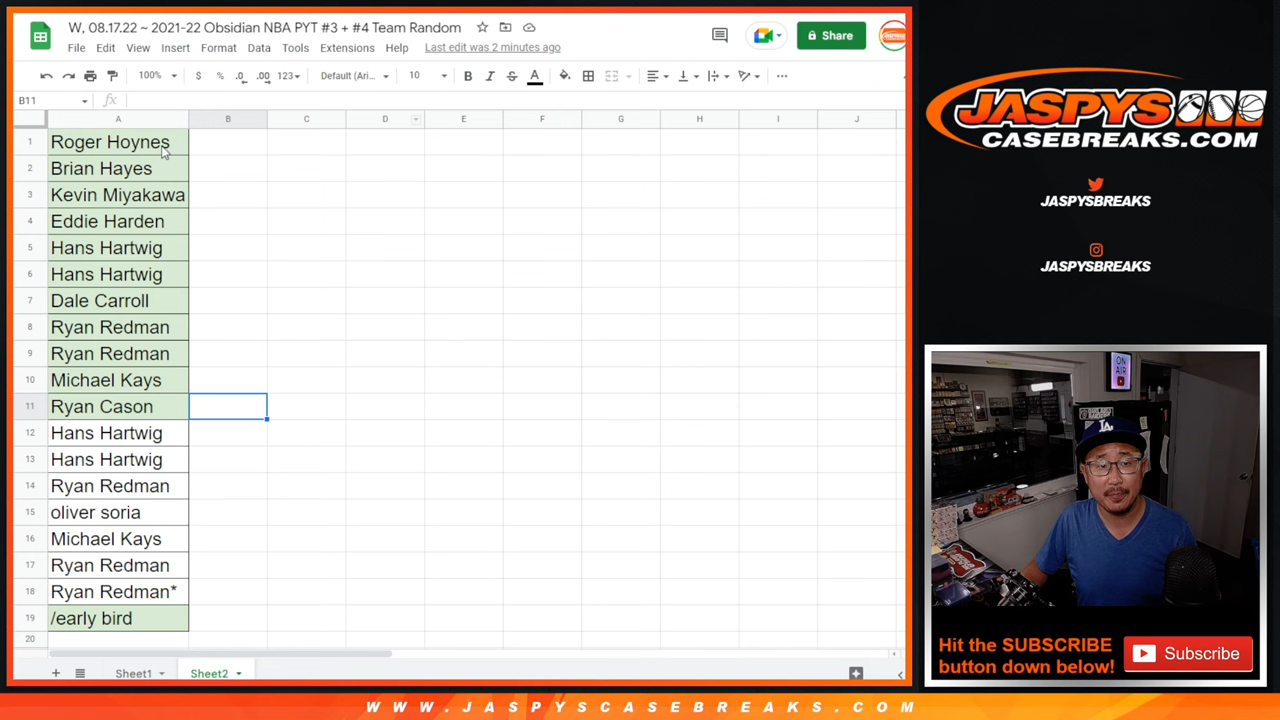 W, 08.17.22 ~ 2021-22 Obsidian NBA PYT #3 + #4 Team Random
File Edit View Insert Format Data Tools Extensions Help Last edit was 2 minutes ago
Share
100% $ % .0 .00 123 Default (Ari... 10 B I S A
B11 fx
A B C D E F G H I J
1 Roger Hoynes
2 Brian Hayes
3 Kevin Miyakawa
4 Eddie Harden
5 Hans Hartwig
6 Hans Hartwig
7 Dale Carroll
8 Ryan Redman
9 Ryan Redman
10 Michael Kays
11 Ryan Cason
12 Hans Hartwig
13 Hans Hartwig
14 Ryan Redman
15 oliver soria
16 Michael Kays
17 Ryan Redman
18 Ryan Redman*
19 /early bird
20
Sheet1 Sheet2
JASPYS
CASEBREAKS.COM
JASPYSBREAKS
JASPYSBREAKS
ON
AIR
LA
Hit the SUBSCRIBE
button down below!
Subscribe
WWW.JASPYSCASEBREAKS.COM